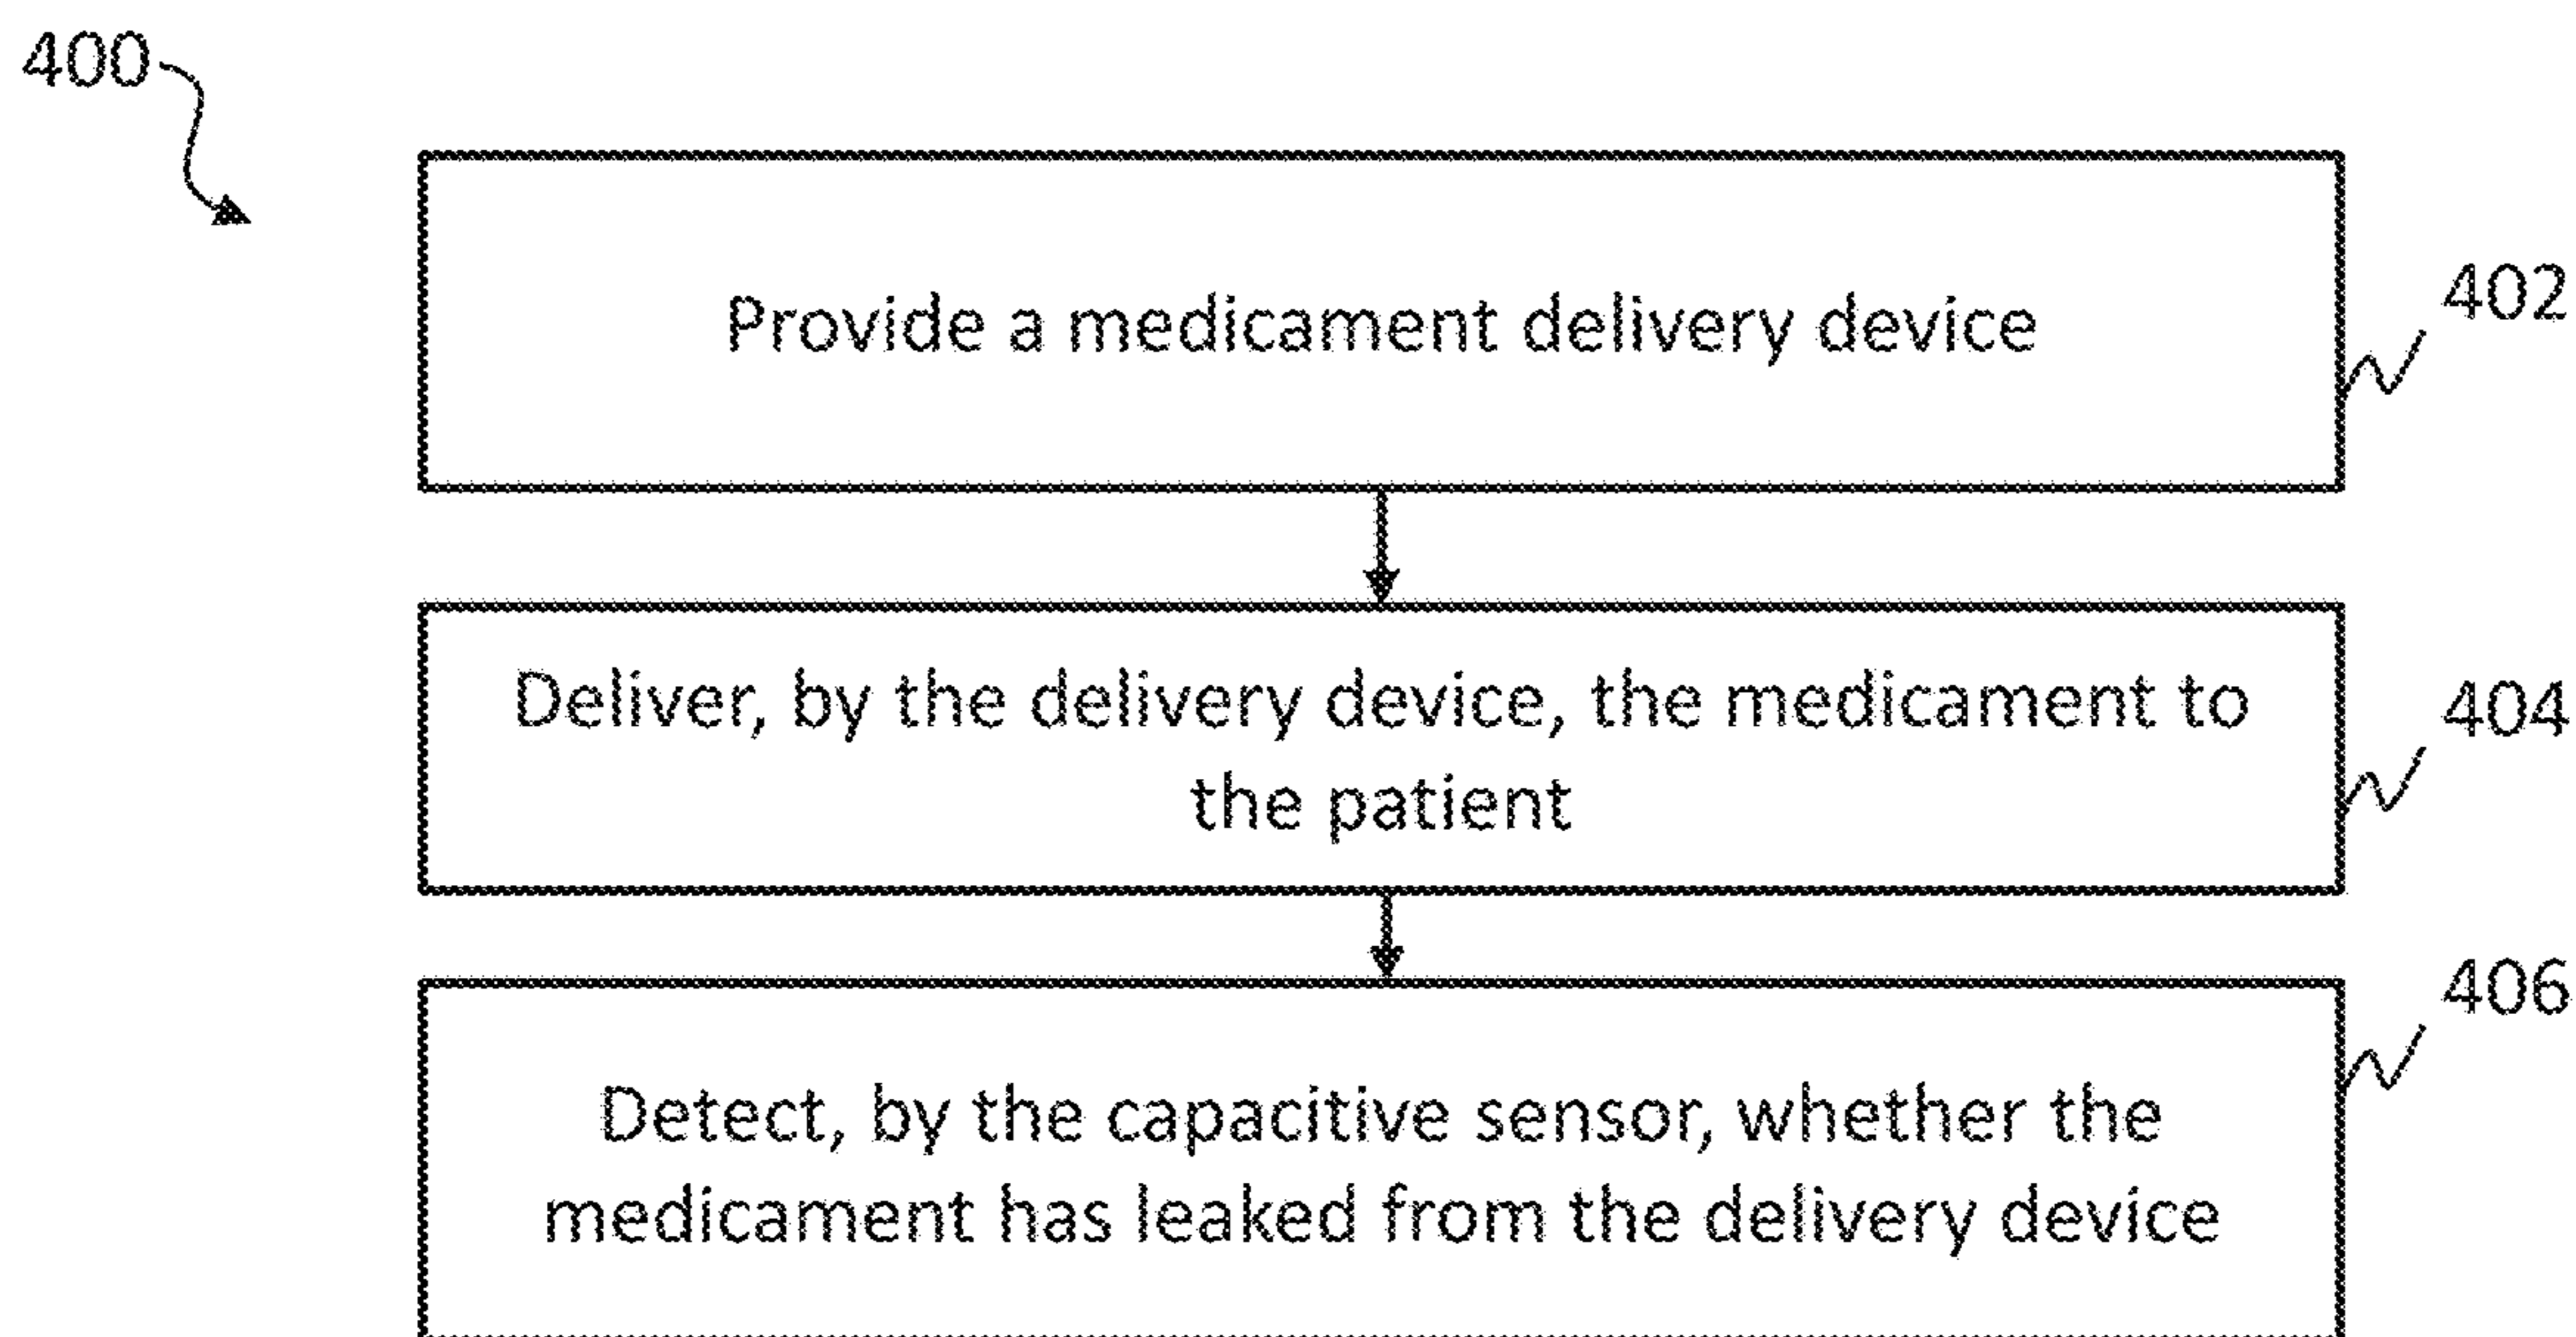 400
Provide a medicament delivery device
402
Deliver, by the delivery device, the medicament to
the patient
404
406
Detect, by the capacitive sensor, whether the
medicament has leaked from the delivery device